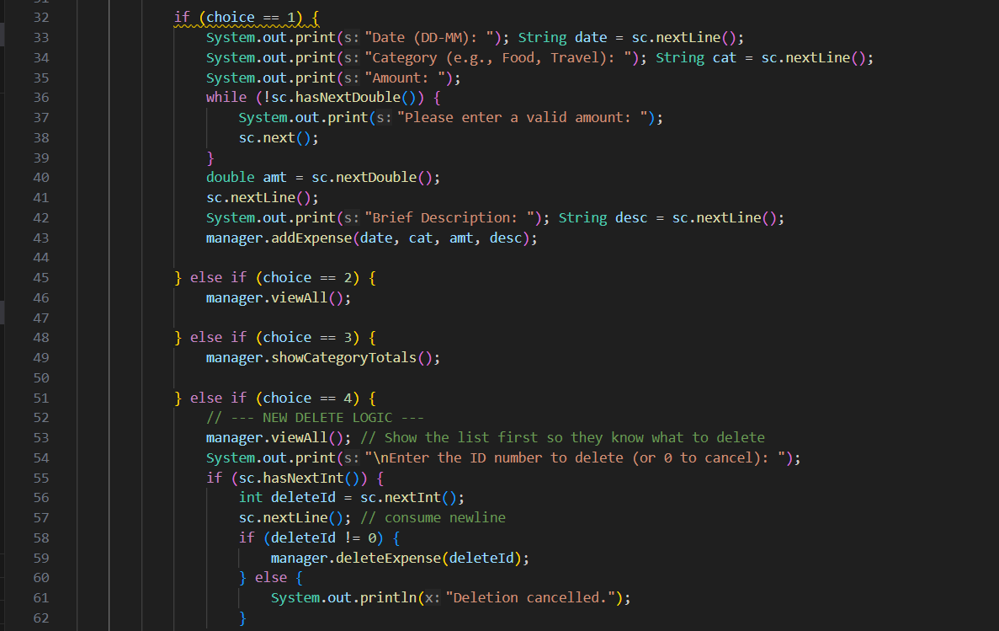 32 if (choice == 1) {
33 System.out.print(s:"Date (DD-MM): "); String date = sc.nextLine();
34 System.out.print(s:"Category (e.g., Food, Travel): "); String cat = sc.nextLine();
35 System.out.print(s:"Amount: ");
36 while (!sc.hasNextDouble()) {
37 System.out.print(s:"Please enter a valid amount: ");
38 sc.next();
39 }
40 double amt = sc.nextDouble();
41 sc.nextLine();
42 System.out.print(s:"Brief Description: "); String desc = sc.nextLine();
43 manager.addExpense(date, cat, amt, desc);
44
45 } else if (choice == 2) {
46 manager.viewAll();
47
48 } else if (choice == 3) {
49 manager.showCategoryTotals();
50
51 } else if (choice == 4) {
52 // --- NEW DELETE LOGIC ---
53 manager.viewAll(); // Show the list first so they know what to delete
54 System.out.print(s:"\nEnter the ID number to delete (or 0 to cancel): ");
55 if (sc.hasNextInt()) {
56 int deleteId = sc.nextInt();
57 sc.nextLine(); // consume newline
58 if (deleteId != 0) {
59 manager.deleteExpense(deleteId);
60 } else {
61 System.out.println(x:"Deletion cancelled.");
62 }